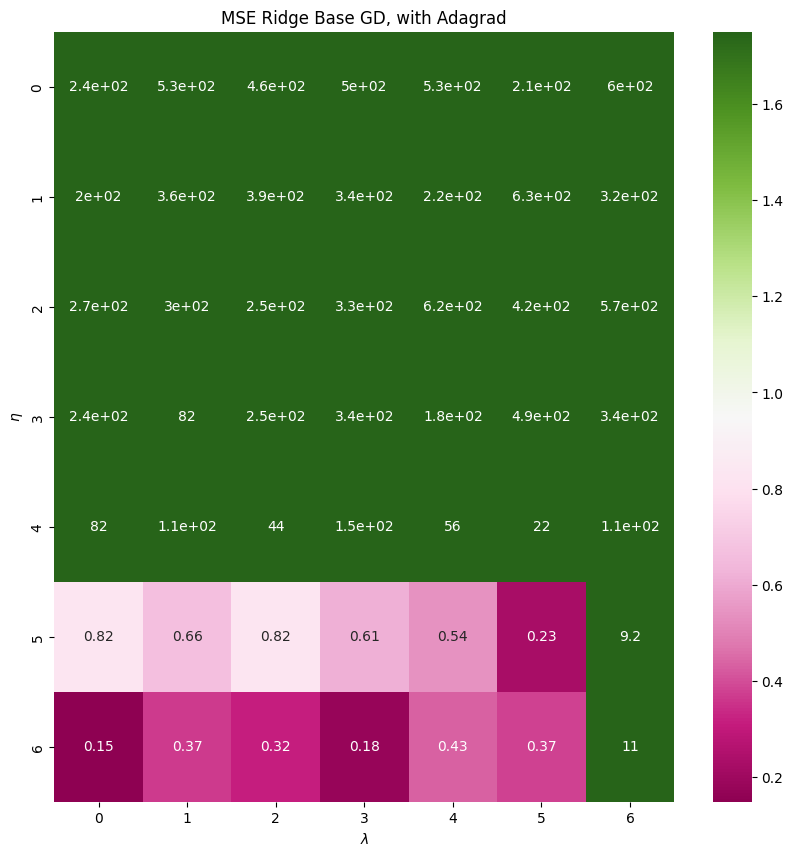 MSE Ridge Base GD, with Adagrad
0 2.4e+02 5.3e+02 4.6e+02 5e+02 5.3e+02 2.1e+02 6e+02
1 2e+02 3.6e+02 3.9e+02 3.4e+02 2.2e+02 6.3e+02 3.2e+02
2 2.7e+02 3e+02 2.5e+02 3.3e+02 6.2e+02 4.2e+02 5.7e+02
3 2.4e+02 82 2.5e+02 3.4e+02 1.8e+02 4.9e+02 3.4e+02
4 82 1.1e+02 44 1.5e+02 56 22 1.1e+02
5 0.82 0.66 0.82 0.61 0.54 0.23 9.2
6 0.15 0.37 0.32 0.18 0.43 0.37 11
0 1 2 3 4 5 6
λ
η
1.6
1.4
1.2
1.0
0.8
0.6
0.4
0.2